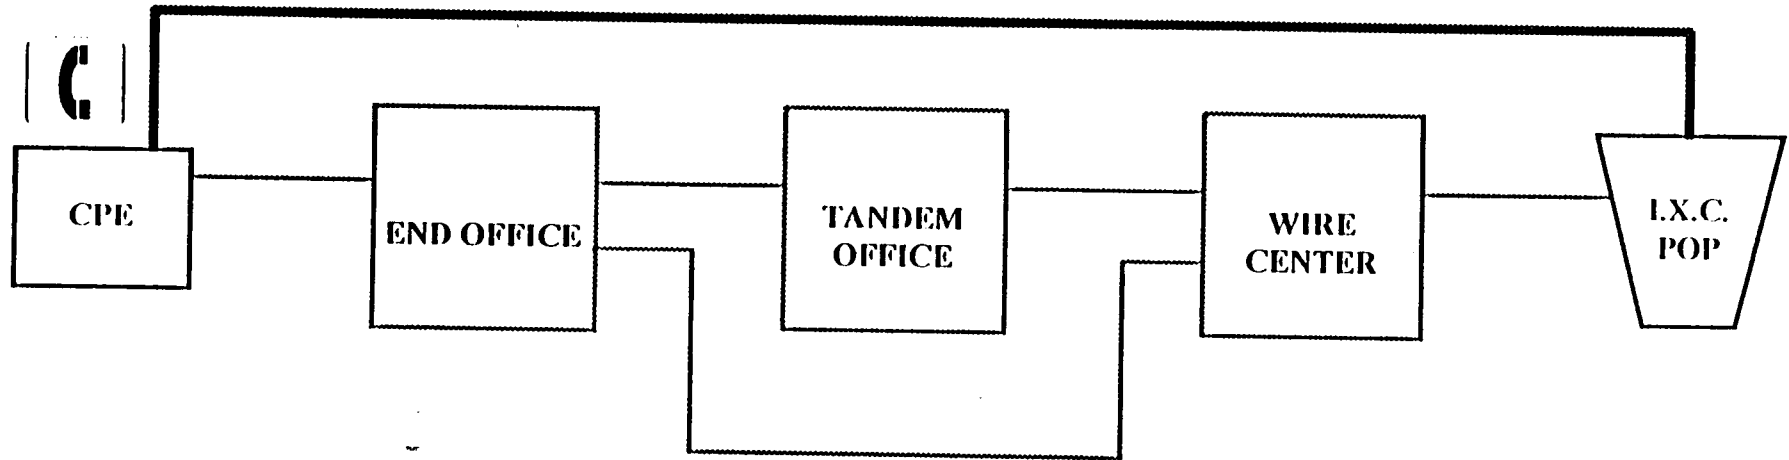 CPE
END OFFICE
TANDEM
OFFICE
WIRE
CENTER
I.X.C.
POP